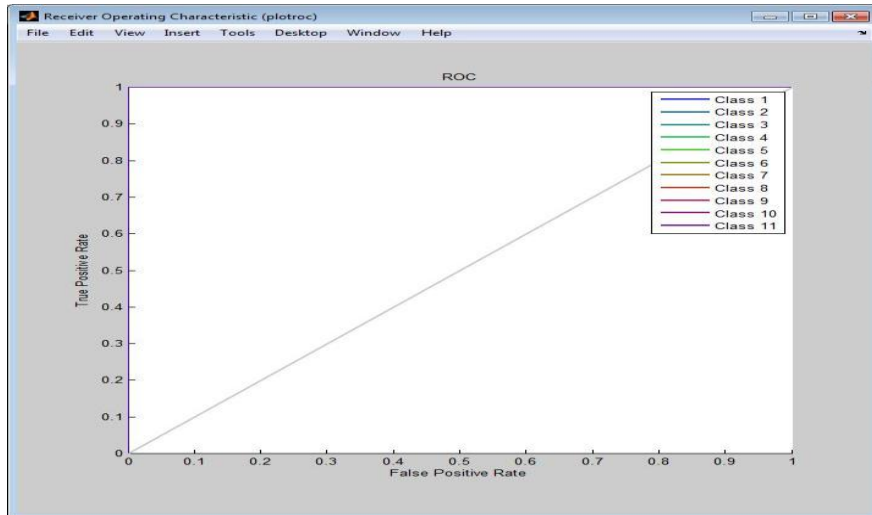 Receiver Operating Characteristic (plotroc)
File Edit View Insert Tools Desktop Window Help
ROC
1
0.9
0.8
0.7
0.6
0.5
0.4
0.3
0.2
0.1
0
True Positive Rate
Class 1
Class 2
Class 3
Class 4
Class 5
Class 6
Class 7
Class 8
Class 9
Class 10
Class 11
0 0.1 0.2 0.3 0.4 0.5 0.6 0.7 0.8 0.9 1
False Positive Rate